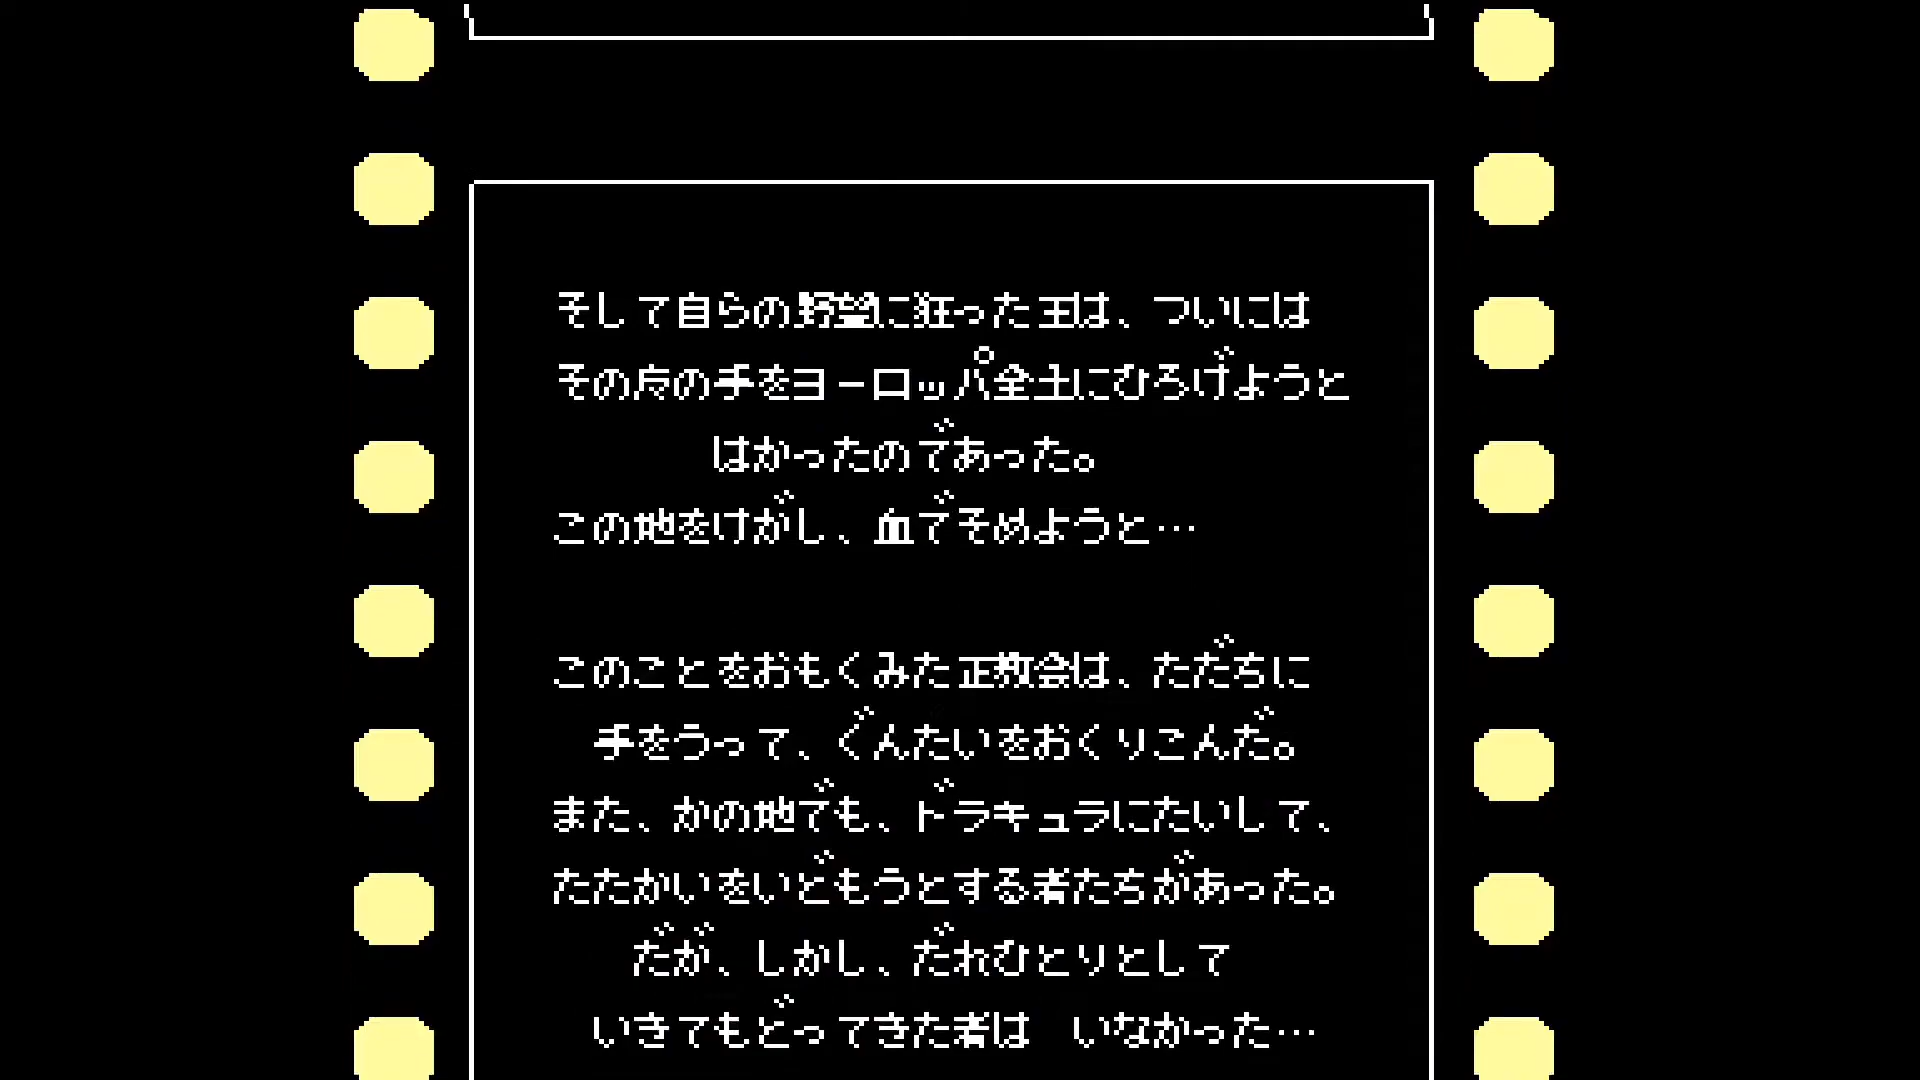 そして自らの野望に狂った王は、ついには
その灰の手をヨーロッパ全土にひろげようと
はかったのであった。
この地をけがし、血でそめようと…
このことをおもくみた正教会は、ただちに
手をうって、ぐんたいをおくりこんだ。
また、かの地でも、ドラキュラにたいして、
たたかいをいどもうとする者たちがあった。
だが、しかし、だれひとりとして
いきてもどってきた者は　いなかった…